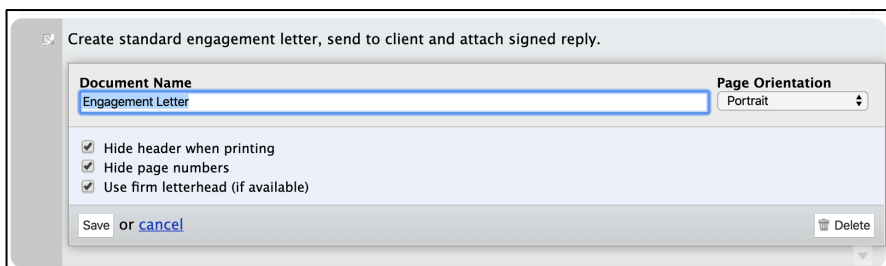 Create standard engagement letter, send to client and attach signed reply.
Document Name
Page Orientation
Engagement Letter
Portrait
Hide header when printing
Hide page numbers
Use firm letterhead (if available)
Save or cancel
Delete